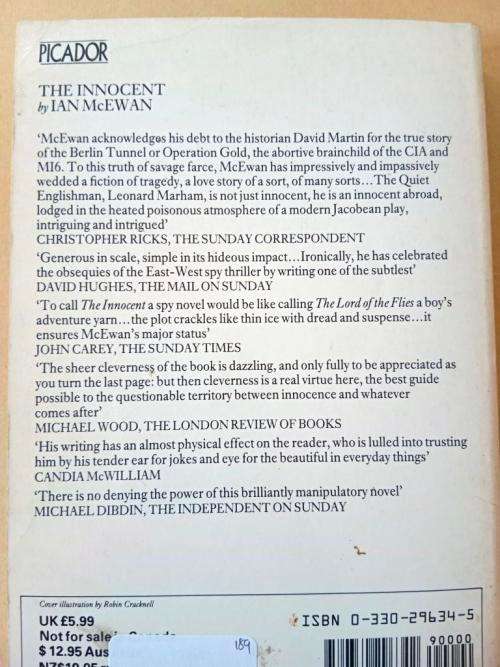 PICADOR
THE INNOCENT
by IAN McEWAN
‘McEwan acknowledges his debt to the historian David Martin for the true story
of the Berlin Tunnel or Operation Gold, the abortive brainchild of the CIA and
MI6. To this truth of savage farce, McEwan has impressively and impassively
wedded a fiction of tragedy, a love story of a sort, of many sorts…The Quiet
Englishman, Leonard Marham, is not just innocent, he is an innocent abroad,
lodged in the heated poisonous atmosphere of a modern Jacobean play,
intriguing and intrigued’
CHRISTOPHER RICKS, THE SUNDAY CORRESPONDENT
‘Generous in scale, simple in its hideous impact…Ironically, he has celebrated
the obsequies of the East-West spy thriller by writing one of the subtlest’
DAVID HUGHES, THE MAIL ON SUNDAY
‘To call The Innocent a spy novel would be like calling The Lord of the Flies a boy’s
adventure yarn…the plot crackles like thin ice with dread and suspense…it
ensures McEwan’s major status’
JOHN CAREY, THE SUNDAY TIMES
‘The sheer cleverness of the book is dazzling, and only fully to be appreciated as
you turn the last page: but then cleverness is a real virtue here, the best guide
possible to the questionable territory between innocence and whatever
comes after’
MICHAEL WOOD, THE LONDON REVIEW OF BOOKS
‘His writing has an almost physical effect on the reader, who is lulled into trusting
him by his tender ear for jokes and eye for the beautiful in everyday things’
CANDIA McWILLIAM
‘There is no denying the power of this brilliantly manipulatory novel’
MICHAEL DIBDIN, THE INDEPENDENT ON SUNDAY
Cover illustration by Robin Cracknell
UK £5.99
Not for sale
$ 12.95 Aus
189
ISBN 0-330-29634-5
90000